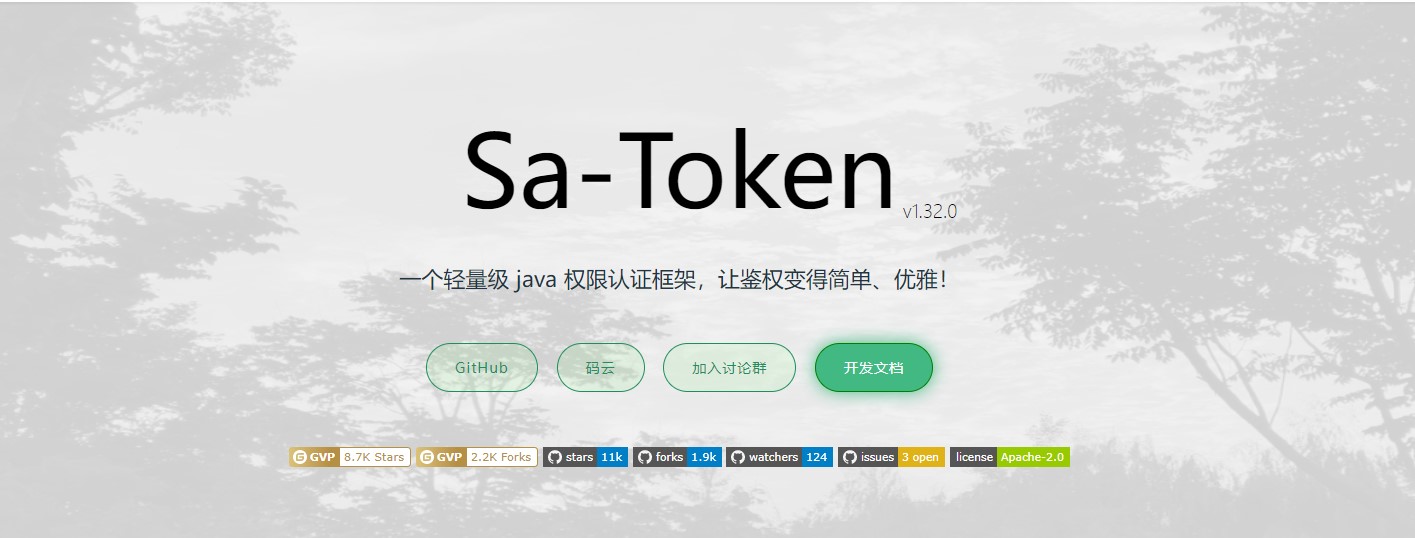 Sa-Token v1.32.0
一个轻量级 java 权限认证框架，让鉴权变得简单、优雅！
GitHub 码云 加入讨论群 开发文档
GVP 8.7K Stars GVP 2.2K Forks stars 11k forks 1.9k watchers 124 issues 3 open license Apache-2.0